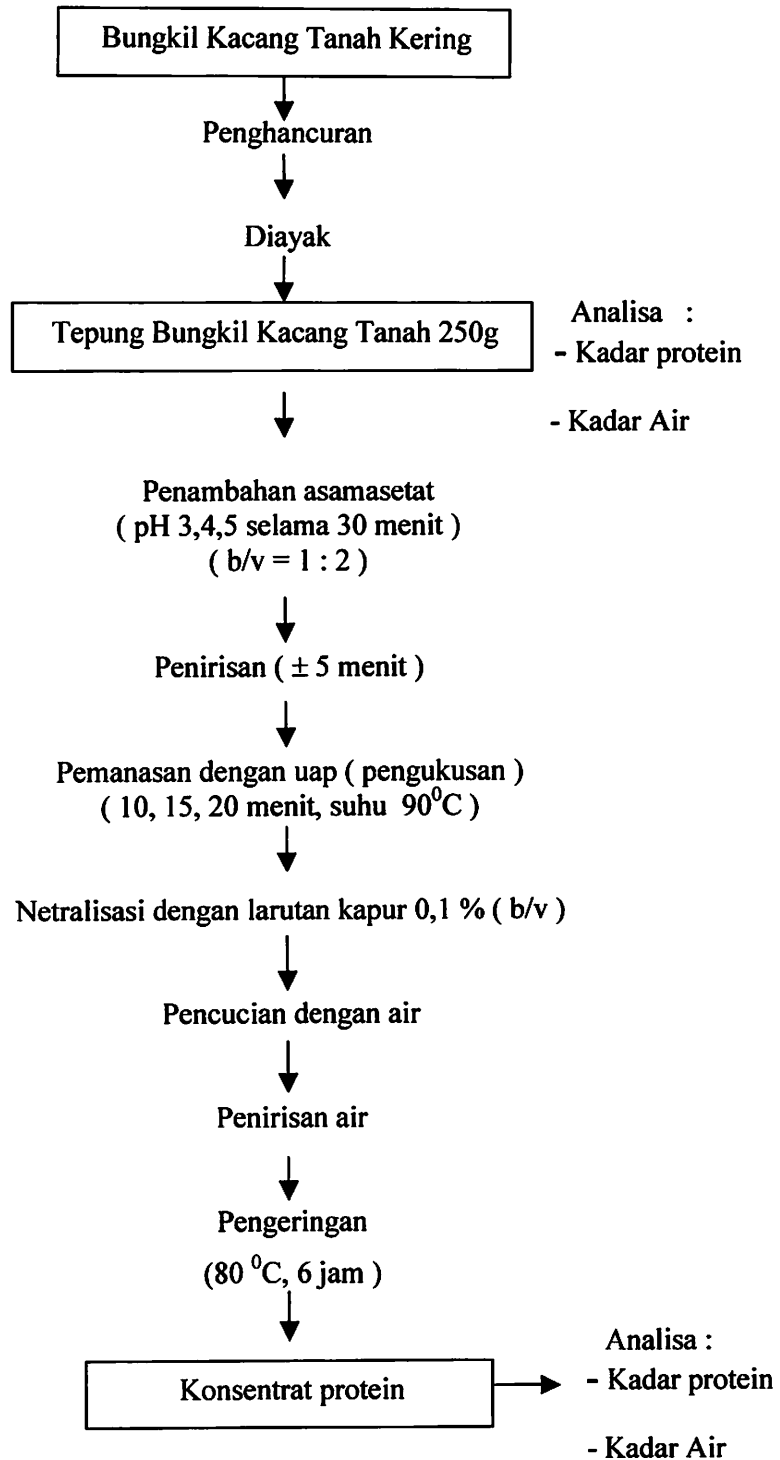 Bungkil Kacang Tanah Kering
Penghancuran
Diayak
Tepung Bungkil Kacang Tanah 250g
Analisa :
- Kadar protein
- Kadar Air
Penambahan asamasetat
( pH 3,4,5 selama 30 menit )
( b/v = 1 : 2 )
Penirisan ( ± 5 menit )
Pemanasan dengan uap ( pengukusan )
( 10, 15, 20 menit, suhu 90⁰C )
Netralisasi dengan larutan kapur 0,1 % ( b/v )
Pencucian dengan air
Penirisan air
Pengeringan
(80 ⁰C, 6 jam )
Konsentrat protein
Analisa :
- Kadar protein
- Kadar Air